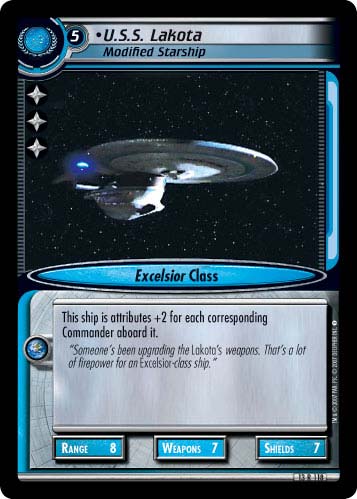 5
•U.S.S. Lakota
Modified Starship
Excelsior Class
This ship is attributes +2 for each corresponding
Commander aboard it.
"Someone's been upgrading the Lakota's weapons. That's a lot
of firepower for an Excelsior-class ship."
RANGE 8 WEAPONS 7 SHIELDS 7
13 R 118